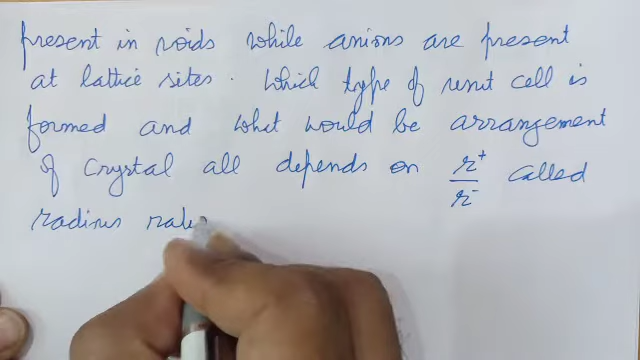 present in voids while anions are present
at lattice sites. Which type of unit cell is
formed and what would be arrangement
of crystal all depends on r⁺/r⁻ called
radius